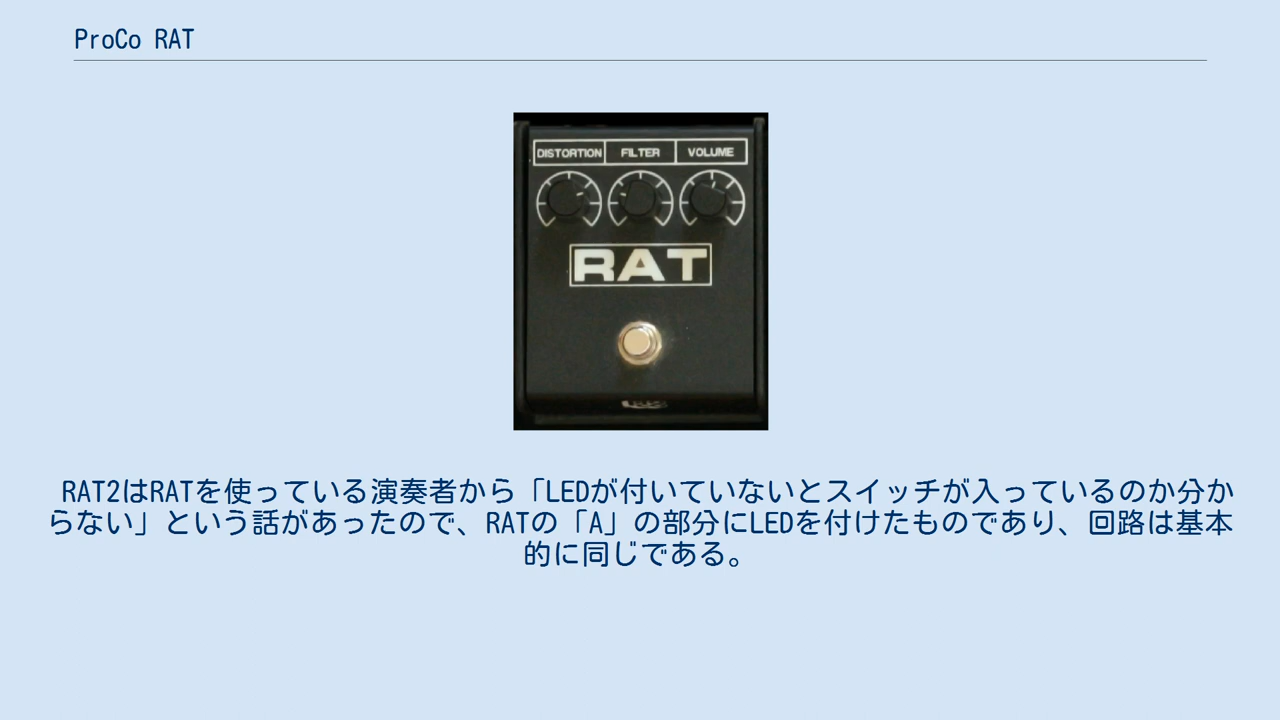 ProCo RAT
DISTORTION FILTER VOLUME
RAT
RAT2はRATを使っている演奏者から「LEDが付いていないとスイッチが入っているのか分か
らない」という話があったので、RATの「A」の部分にLEDを付けたものであり、回路は基本
的に同じである。